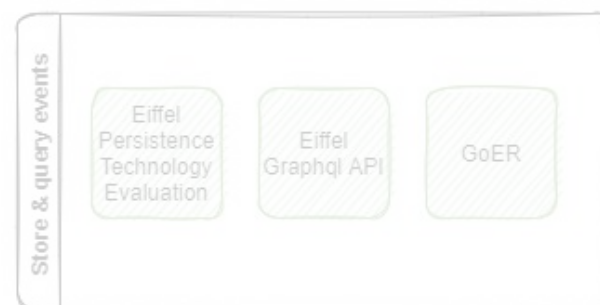 Store & query events
Eiffel
Persistence
Technology
Evaluation
Eiffel
Graphql API
GoER